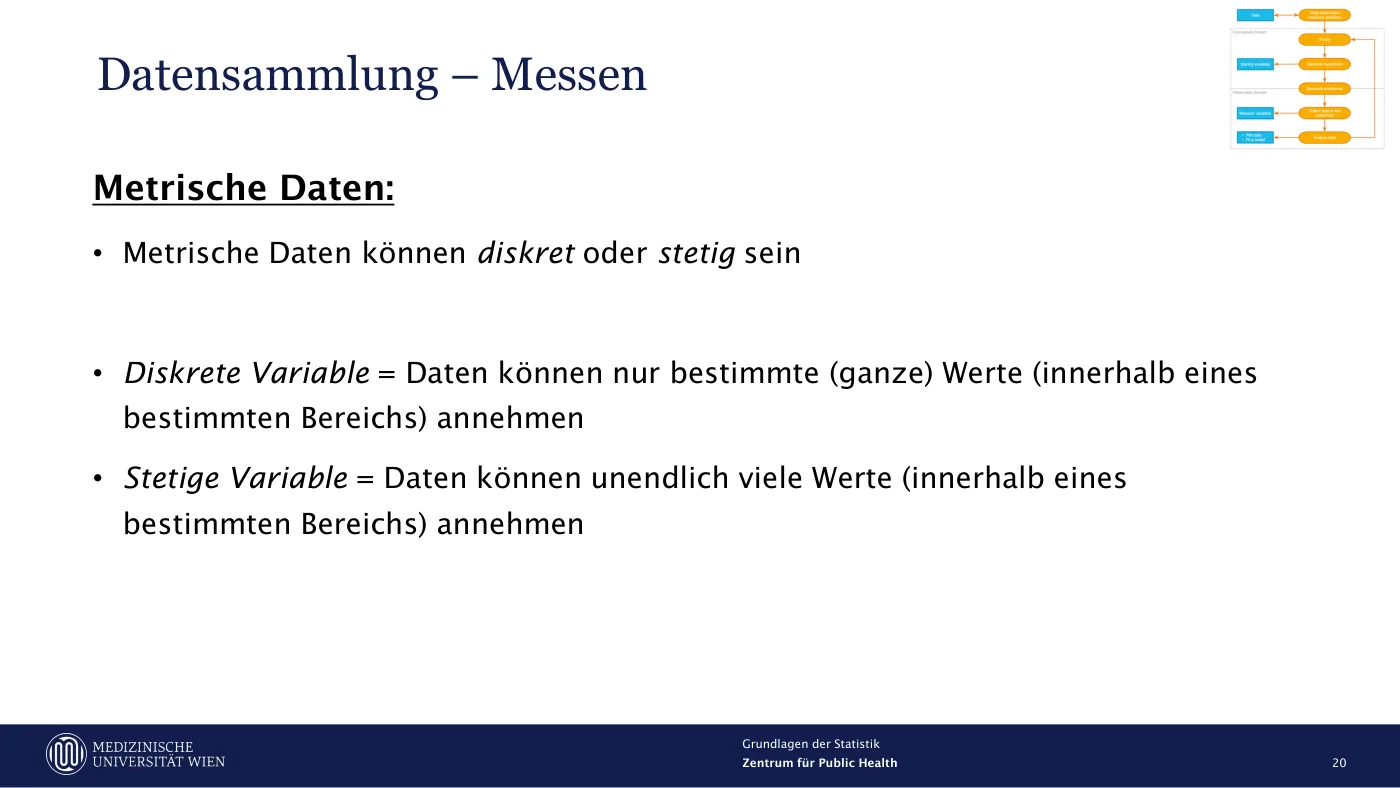 Datensammlung – Messen
Metrische Daten:
• Metrische Daten können diskret oder stetig sein
• Diskrete Variable = Daten können nur bestimmte (ganze) Werte (innerhalb eines
bestimmten Bereichs) annehmen
• Stetige Variable = Daten können unendlich viele Werte (innerhalb eines
bestimmten Bereichs) annehmen
MEDIZINISCHE
UNIVERSITÄT WIEN
Grundlagen der Statistik
Zentrum für Public Health
20